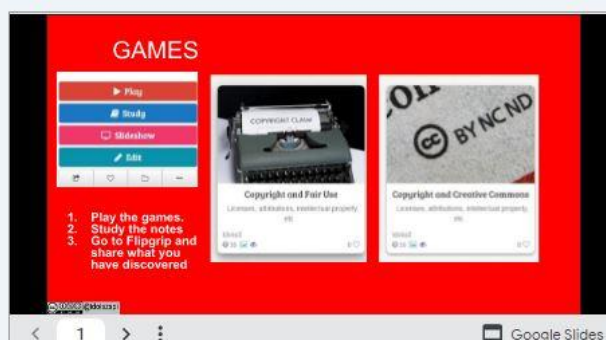 GAMES
Play
Study
Slideshow
Edit
COPYRIGHT CLAIM
Copyright and Fair Use
Licenses, attributions, intellectual property,
etc
0
BY NC ND
Copyright and Creative Commons
Licenses, attributions, intellectual property,
etc
0
1. Play the games.
2. Study the notes
3. Go to Flipgrip and
share what you
have discovered
1
Google Slides